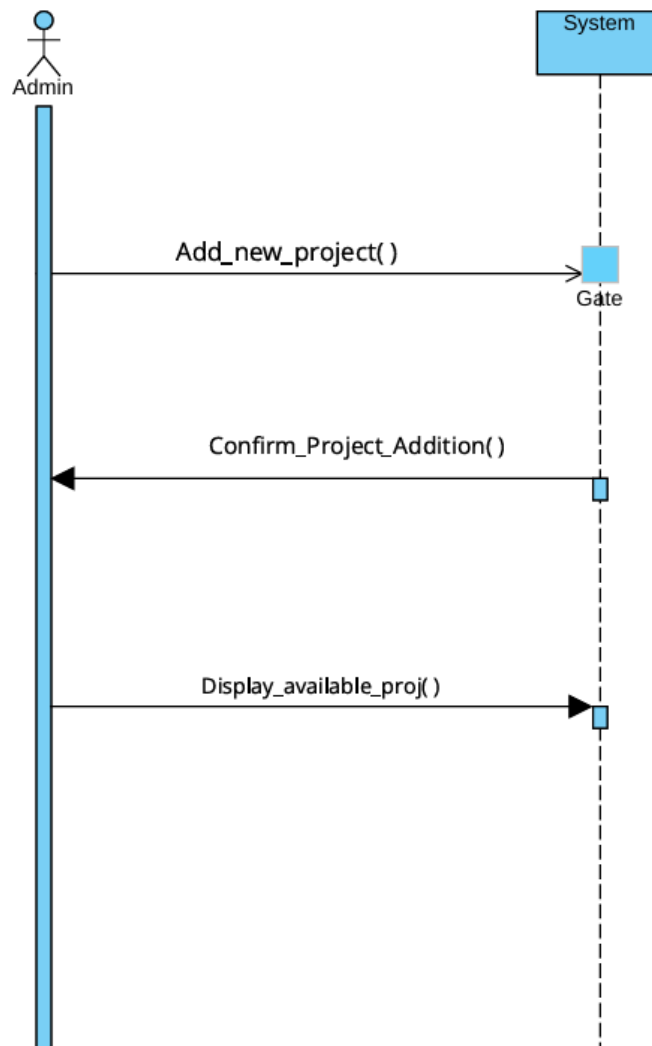 System
Admin
Add_new_project( )
Gate
Confirm_Project_Addition( )
Display_available_proj( )